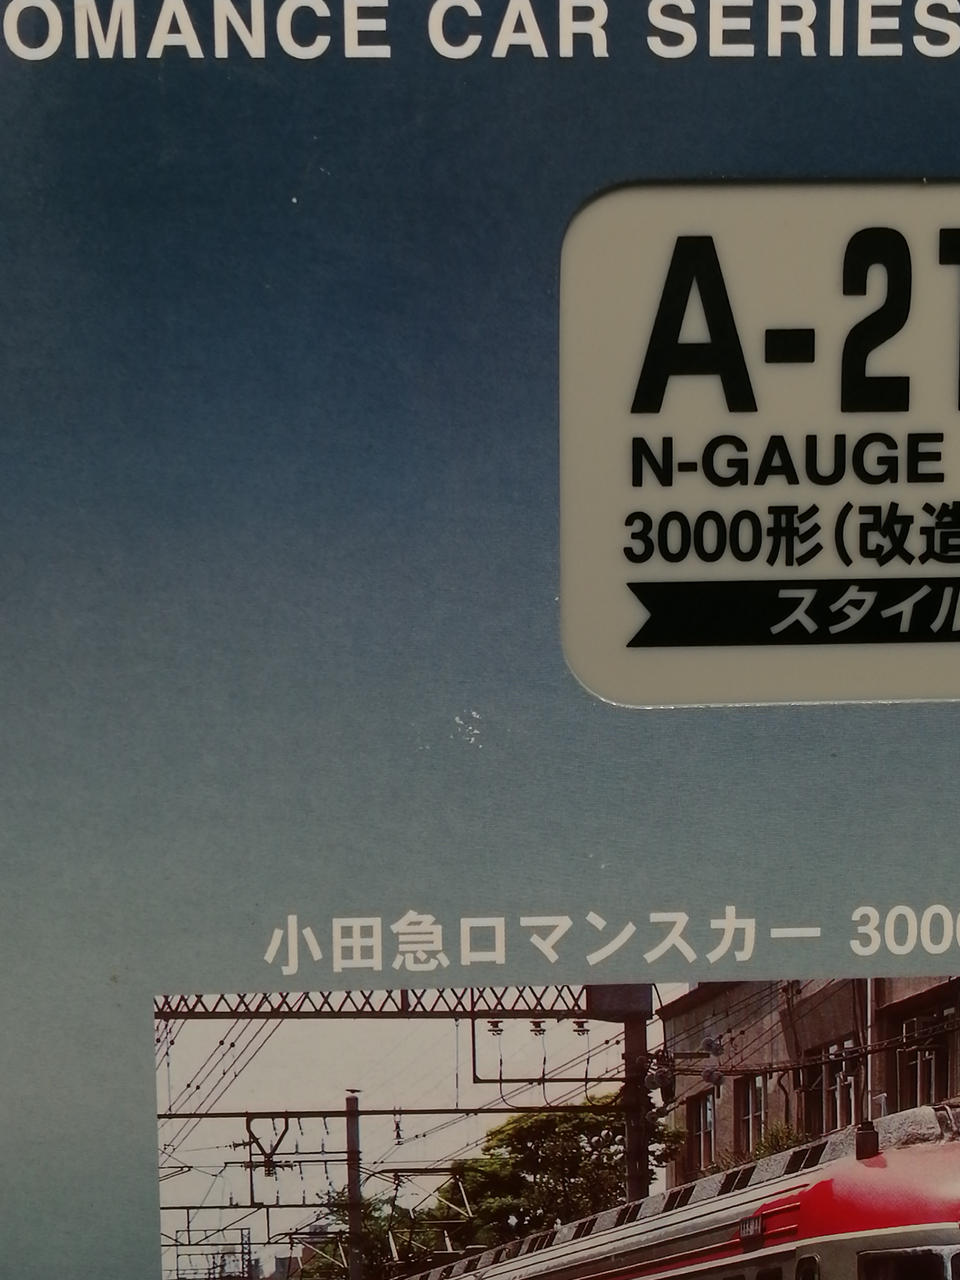 OMANCE CAR SERIES
A-2
N-GAUGE
3000形(改造
スタイル
小田急ロマンスカー 300